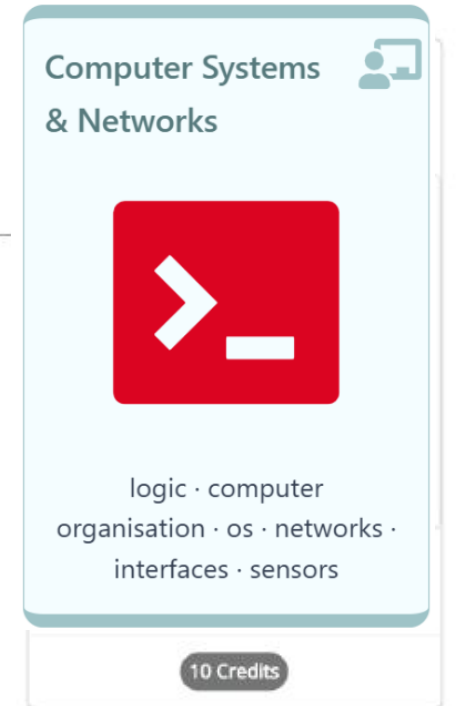 Computer Systems
& Networks
logic · computer
organisation · os · networks ·
interfaces · sensors
10 Credits